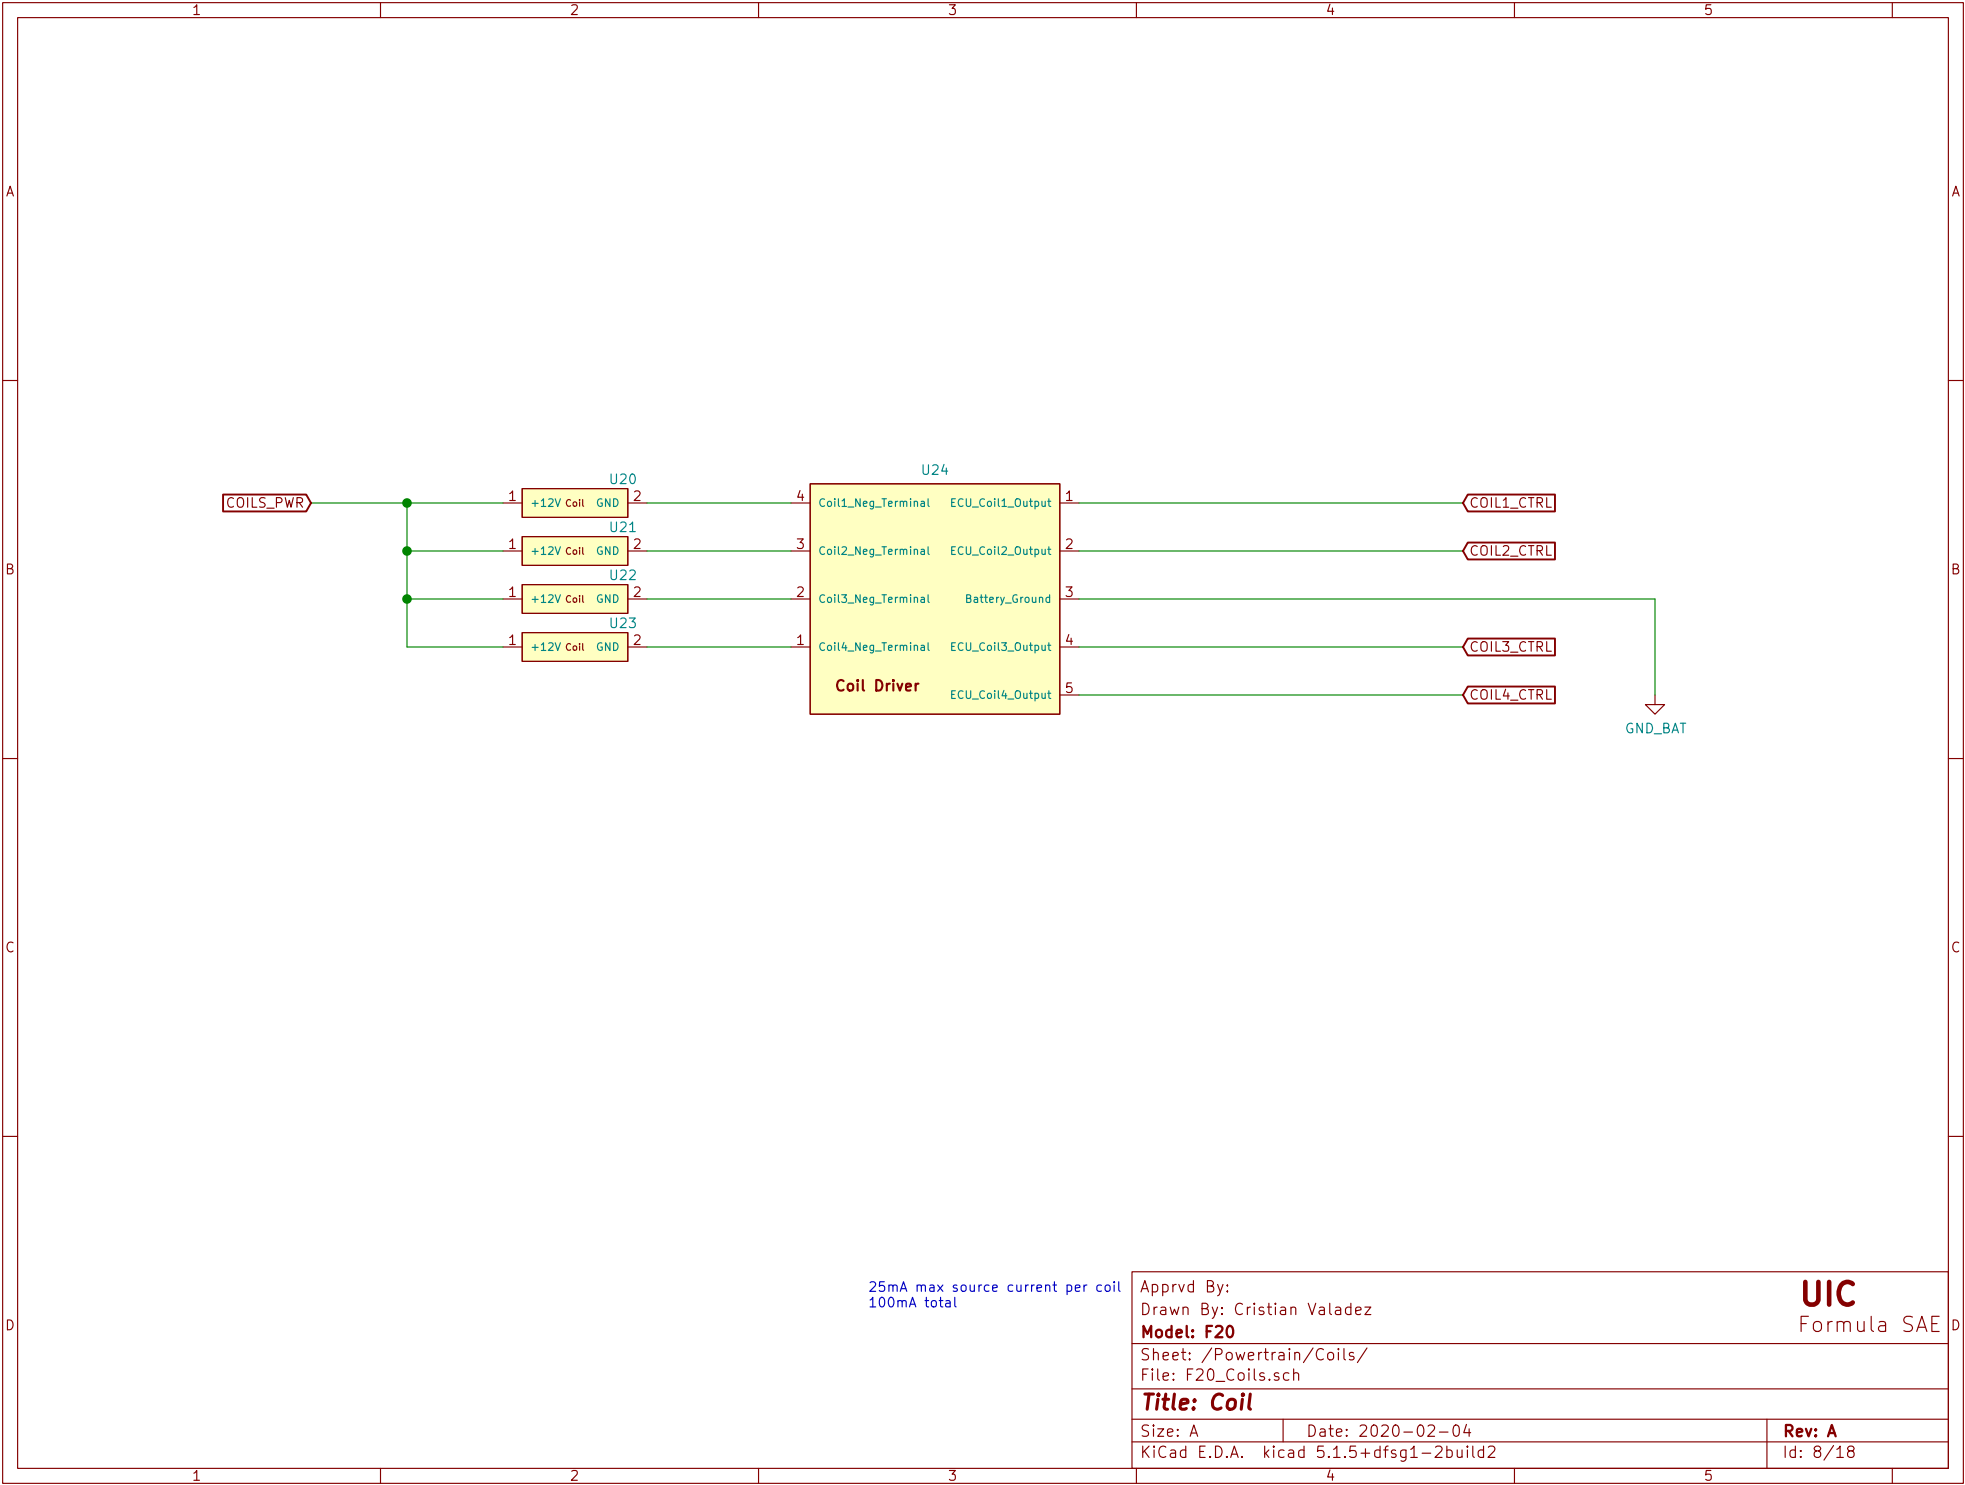 1 2 3 4 5
A A
U24
U20
COILS_PWR 1 +12V Coil GND 2 4 Coil1_Neg_Terminal ECU_Coil1_Output 1 COIL1_CTRL
U21
1 +12V Coil GND 2 3 Coil2_Neg_Terminal ECU_Coil2_Output 2 COIL2_CTRL
B B
U22
1 +12V Coil GND 2 2 Coil3_Neg_Terminal Battery_Ground 3
U23
1 +12V Coil GND 2 1 Coil4_Neg_Terminal ECU_Coil3_Output 4 COIL3_CTRL
Coil Driver
ECU_Coil4_Output 5 COIL4_CTRL
GND_BAT
C C
25mA max source current per coil
100mA total
Apprvd By:
UIC
Drawn By: Cristian Valadez
Formula SAE
D D
Model: F20
Sheet: /Powertrain/Coils/
File: F20_Coils.sch
Title: Coil
Size: A Date: 2020-02-04 Rev: A
KiCad E.D.A. kicad 5.1.5+dfsg1-2build2 Id: 8/18
1 2 3 4 5